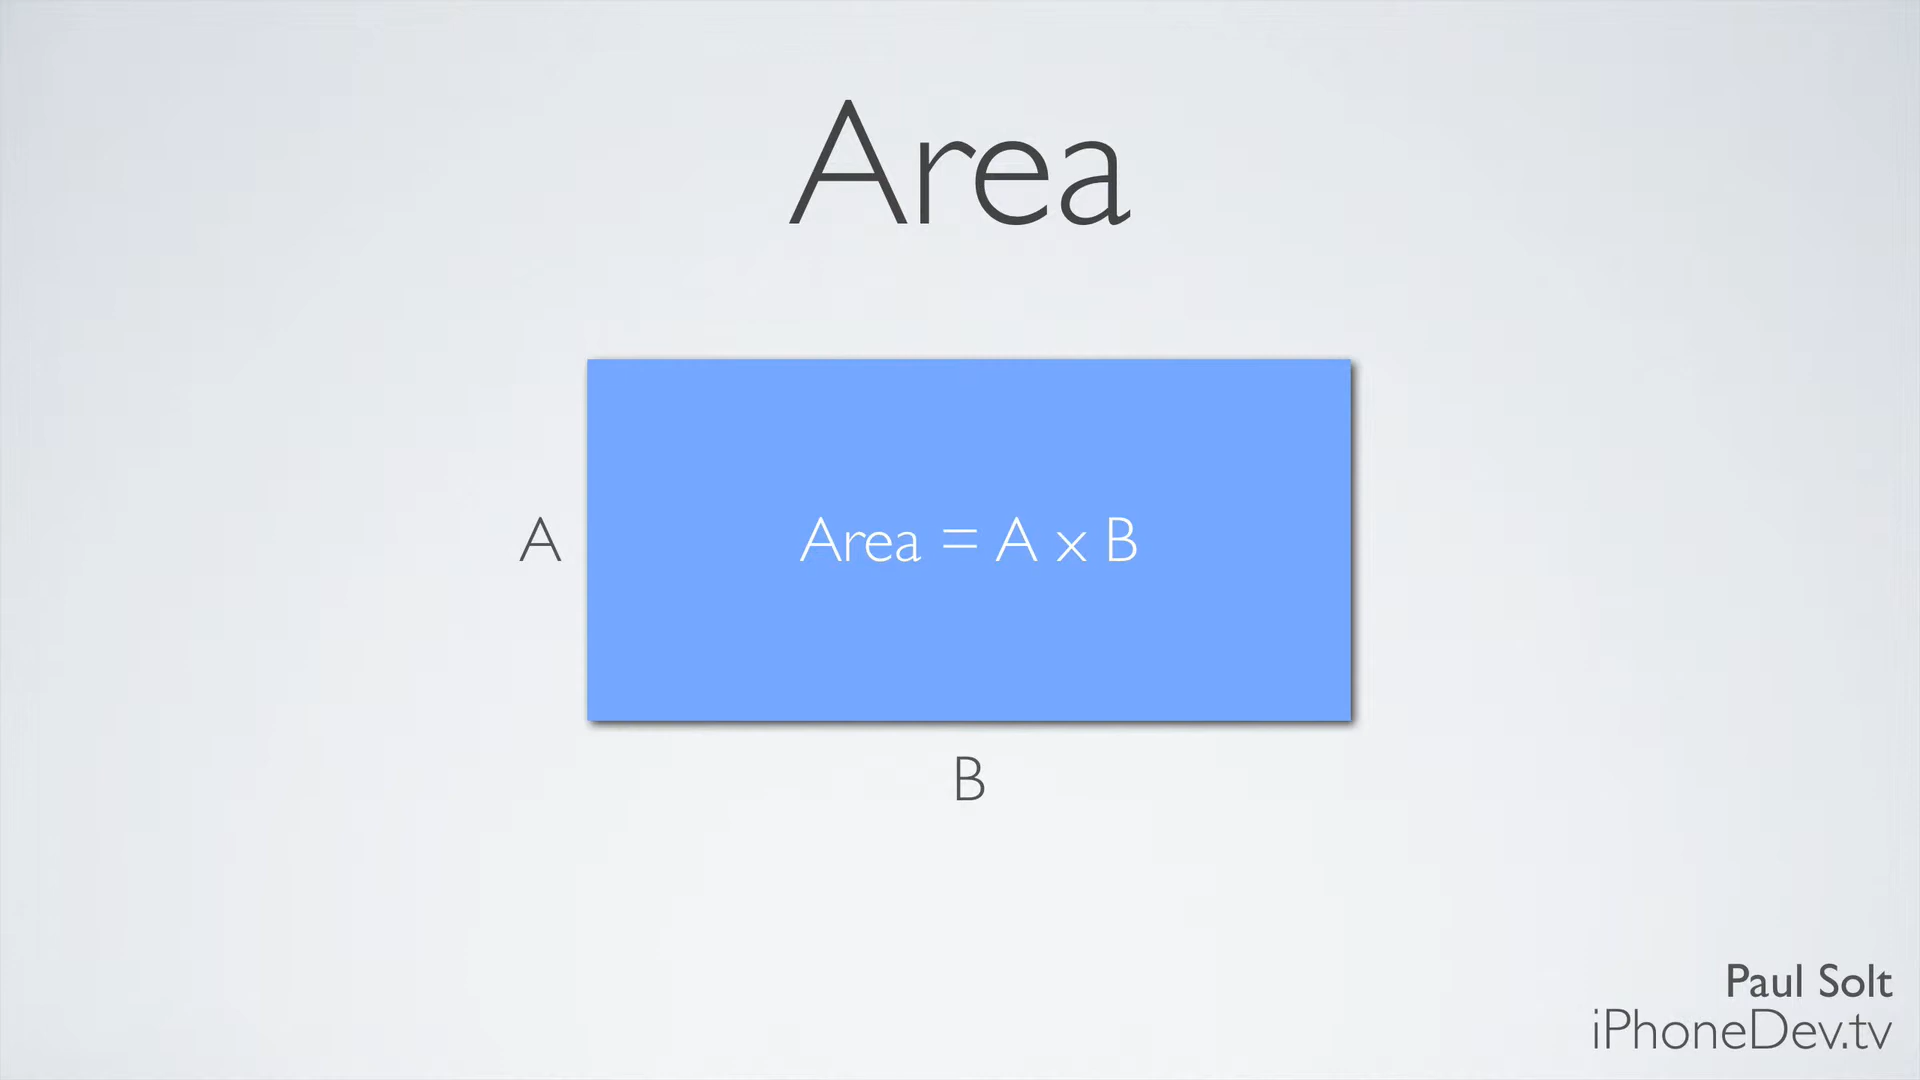 Area
A
Area = A x B
B
Paul Solt
iPhoneDev.tv